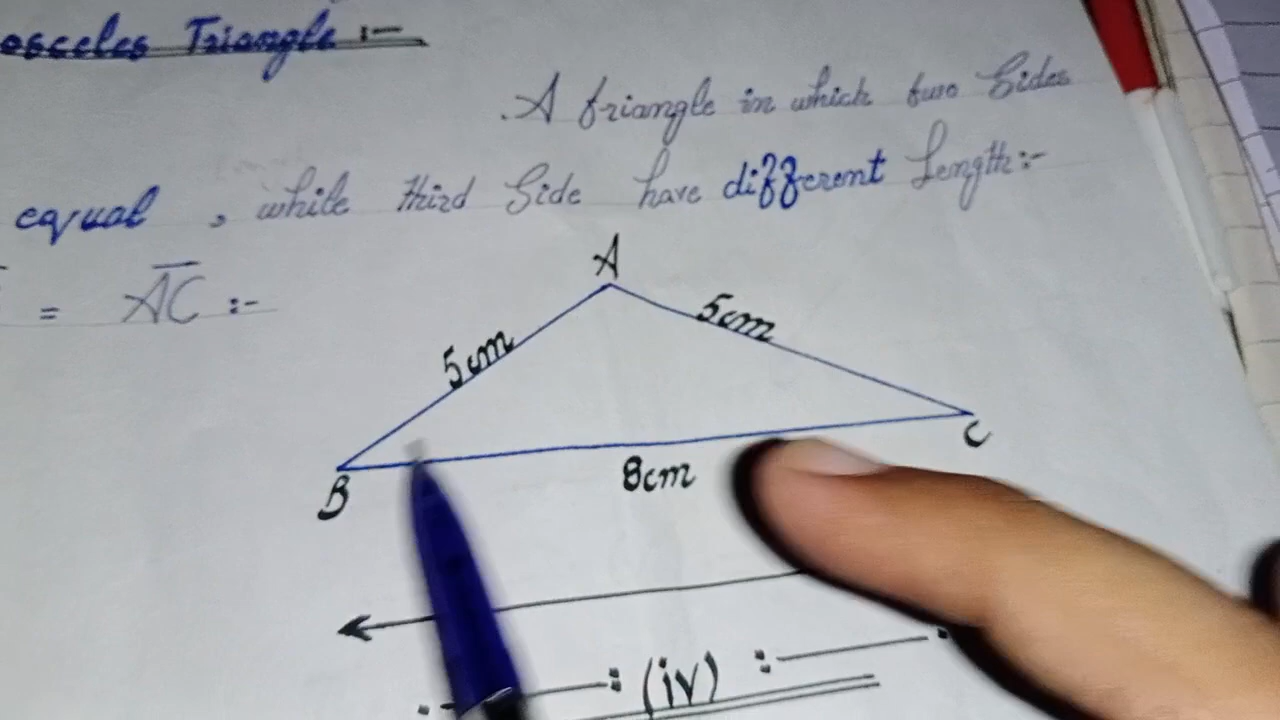 osceles Triangle :-
.A triangle in which two Sides
equal , while third Side have different Length:-
= AC :-
A
5cm
5cm
B
8cm
C
: (iv) :